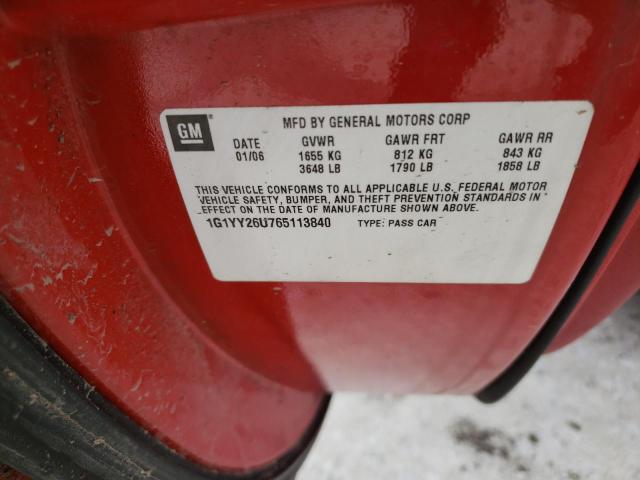 GM
MFD BY GENERAL MOTORS CORP
DATE GVWR GAWR FRT GAWR RR
01/06 1655 KG 812 KG 843 KG
3648 LB 1790 LB 1858 LB
THIS VEHICLE CONFORMS TO ALL APPLICABLE U.S. FEDERAL MOTOR
VEHICLE SAFETY, BUMPER, AND THEFT PREVENTION STANDARDS IN
EFFECT ON THE DATE OF MANUFACTURE SHOWN ABOVE.
1G1YY26U765113840 TYPE: PASS CAR